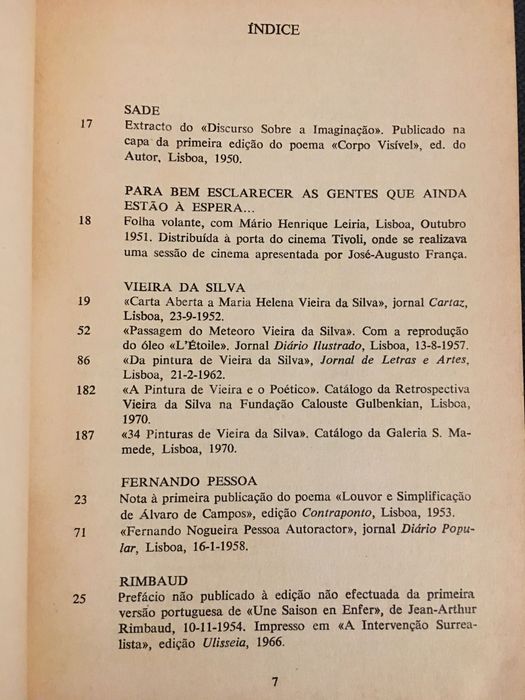 ÍNDICE
SADE
17 Extracto do «Discurso Sobre a Imaginação». Publicado na
capa da primeira edição do poema «Corpo Visível», ed. do
Autor, Lisboa, 1950.
PARA BEM ESCLARECER AS GENTES QUE AINDA
ESTÃO À ESPERA...
18 Folha volante, com Mário Henrique Leiria, Lisboa, Outubro
1951. Distribuída à porta do cinema Tivoli, onde se realizava
uma sessão de cinema apresentada por José-Augusto França.
VIEIRA DA SILVA
19 «Carta Aberta a Maria Helena Vieira da Silva», jornal Cartaz,
Lisboa, 23-9-1952.
52 «Passagem do Meteoro Vieira da Silva». Com a reprodução
do óleo «L'Étoile». Jornal Diário Ilustrado, Lisboa, 13-8-1957.
86 «Da pintura de Vieira da Silva», Jornal de Letras e Artes,
Lisboa, 21-2-1962.
182 «A Pintura de Vieira e o Poético». Catálogo da Retrospectiva
Vieira da Silva na Fundação Calouste Gulbenkian, Lisboa,
1970.
187 «34 Pinturas de Vieira da Silva». Catálogo da Galeria S. Ma-
mede, Lisboa, 1970.
FERNANDO PESSOA
23 Nota à primeira publicação do poema «Louvor e Simplificação
de Álvaro de Campos», edição Contraponto, Lisboa, 1953.
71 «Fernando Nogueira Pessoa Autoractor», jornal Diário Popu-
lar, Lisboa, 16-1-1958.
RIMBAUD
25 Prefácio não publicado à edição não efectuada da primeira
versão portuguesa de «Une Saison en Enfer», de Jean-Arthur
Rimbaud, 10-11-1954. Impresso em «A Intervenção Surrea-
lista», edição Ulisseia, 1966.
7